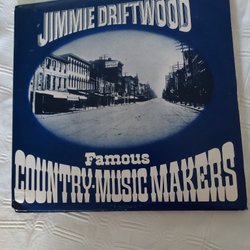 JIMMIE DRIFTWOOD
Famous
COUNTRY-MUSIC MAKERS